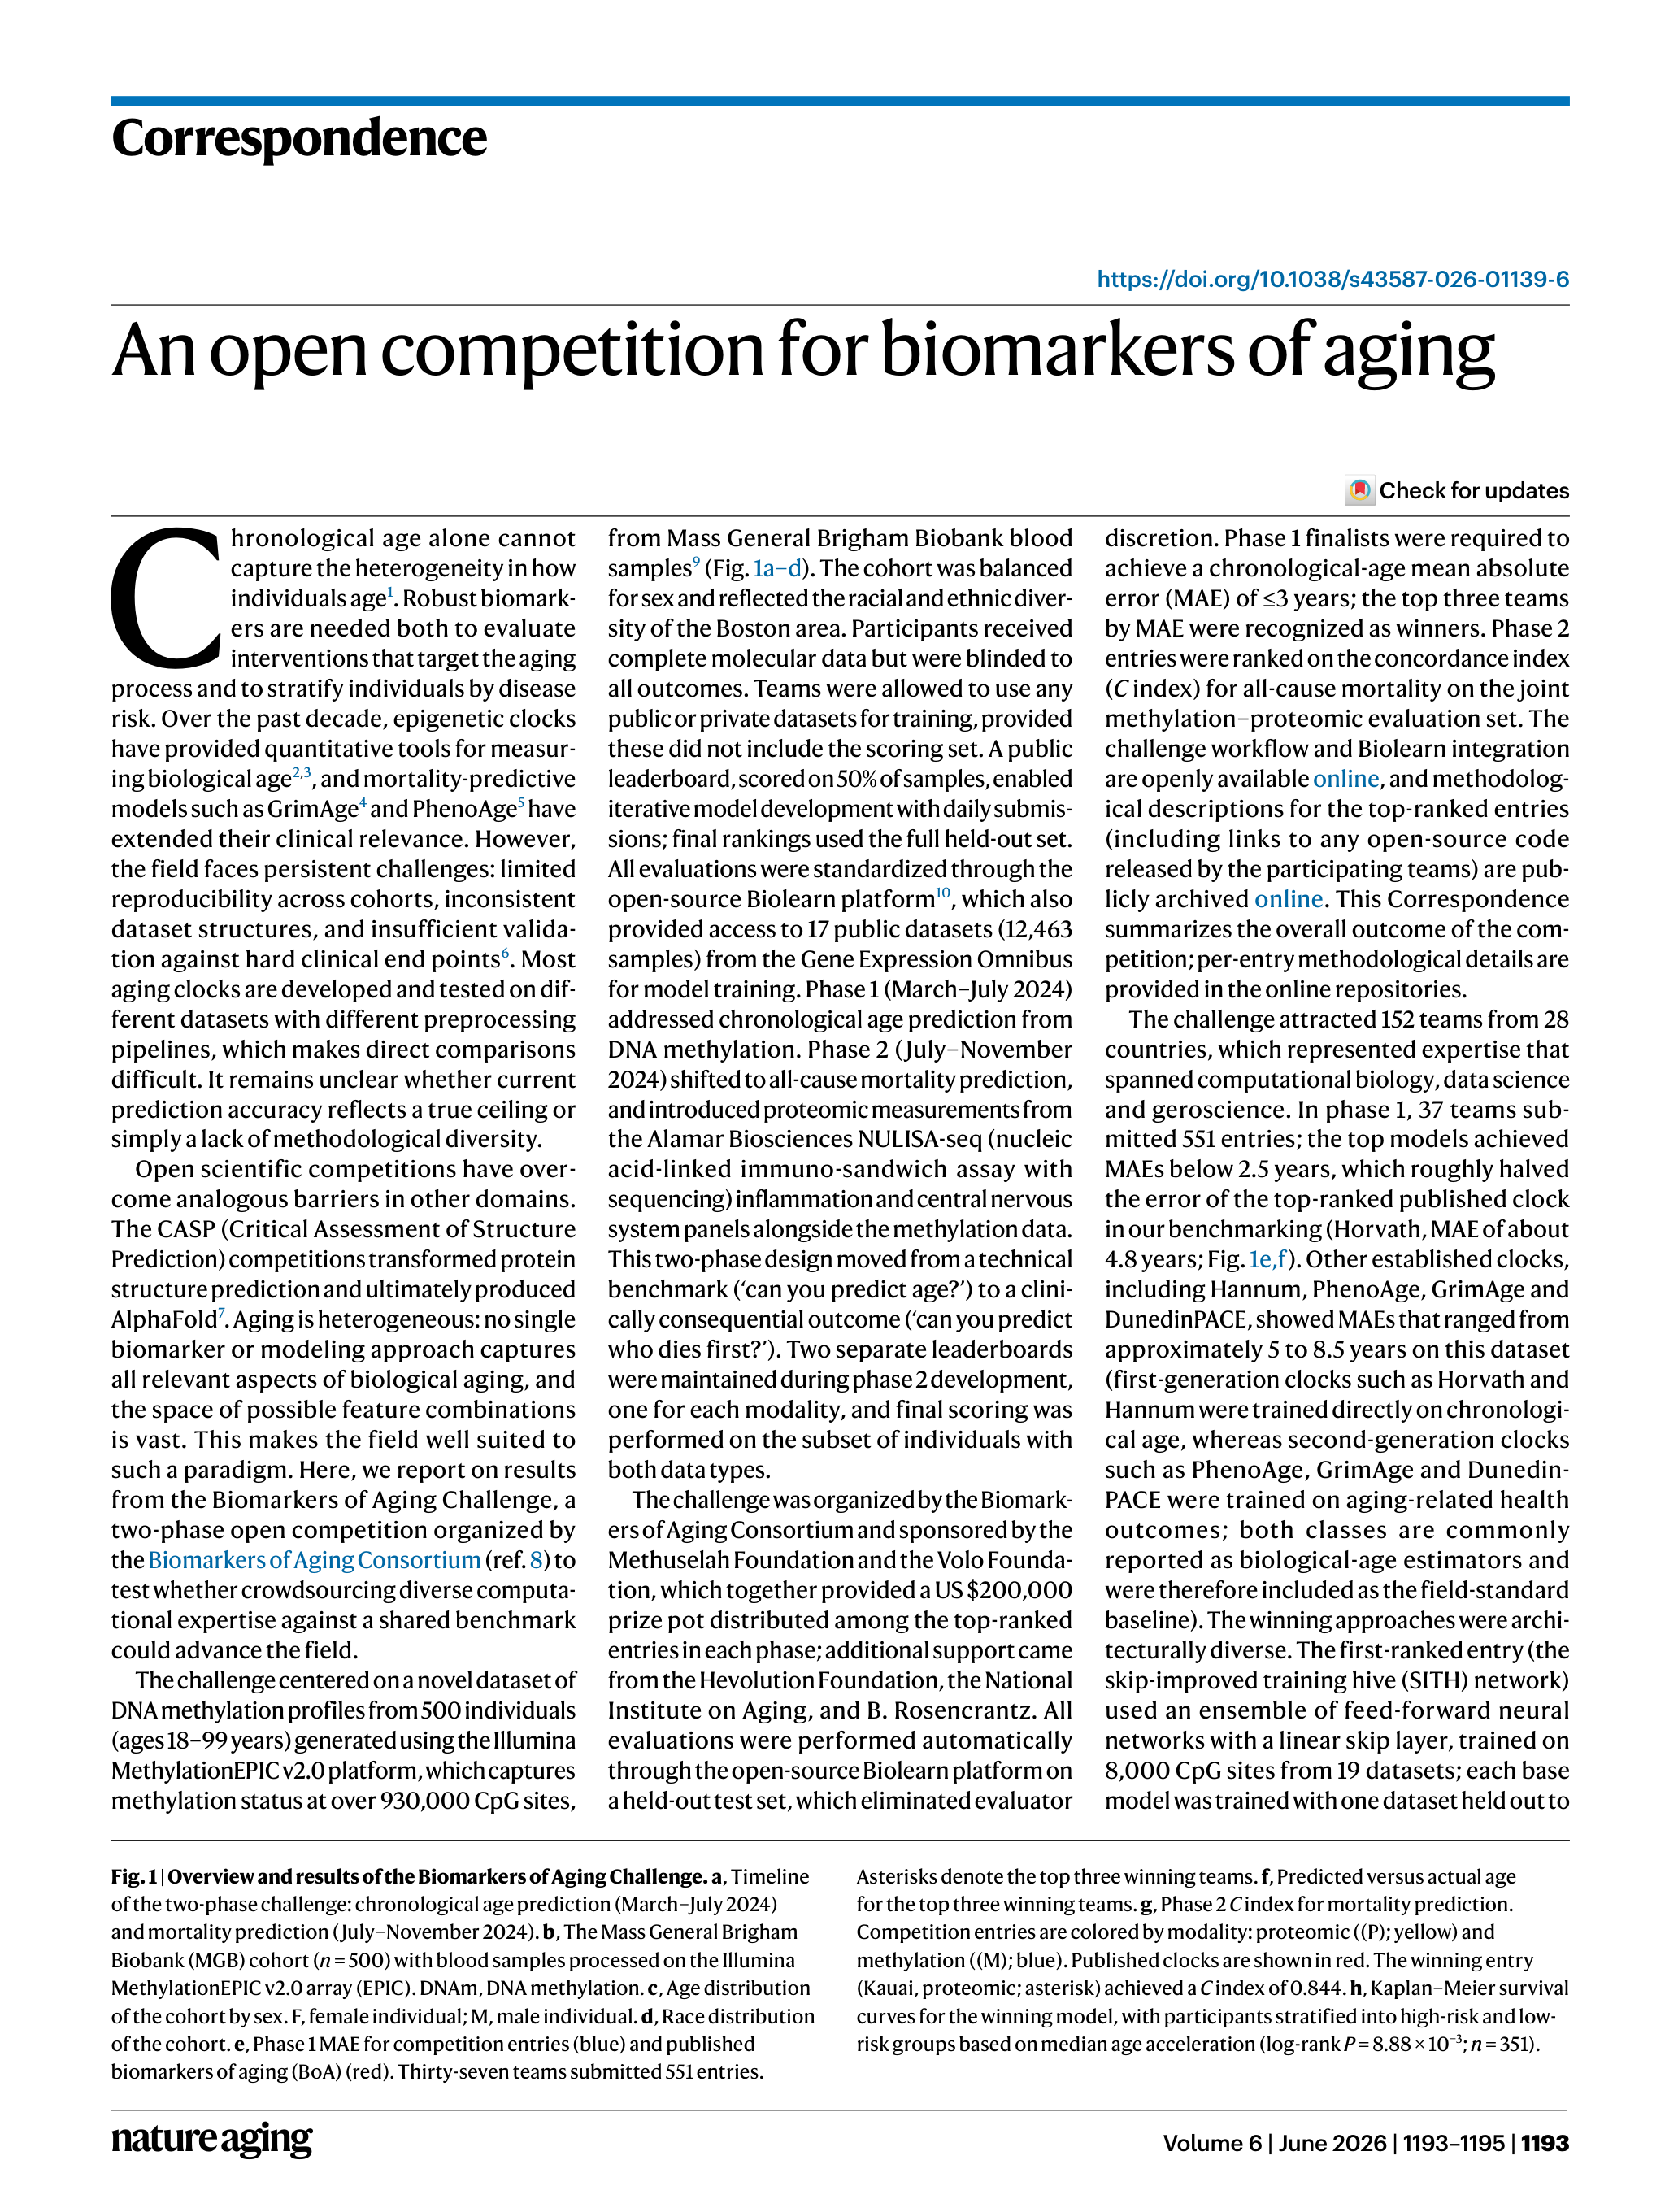 Correspondence
https://doi.org/10.1038/s43587-026-01139-6
An open competition for biomarkers of aging
Check for updates
Chronological age alone cannot
capture the heterogeneity in how
individuals age1. Robust biomark-
ers are needed both to evaluate
interventions that target the aging
process and to stratify individuals by disease
risk. Over the past decade, epigenetic clocks
have provided quantitative tools for measur-
ing biological age2,3, and mortality-predictive
models such as GrimAge4 and PhenoAge5 have
extended their clinical relevance. However,
the field faces persistent challenges: limited
reproducibility across cohorts, inconsistent
dataset structures, and insufficient valida-
tion against hard clinical end points6. Most
aging clocks are developed and tested on dif-
ferent datasets with different preprocessing
pipelines, which makes direct comparisons
difficult. It remains unclear whether current
prediction accuracy reflects a true ceiling or
simply a lack of methodological diversity.
Open scientific competitions have over-
come analogous barriers in other domains.
The CASP (Critical Assessment of Structure
Prediction) competitions transformed protein
structure prediction and ultimately produced
AlphaFold7. Aging is heterogeneous: no single
biomarker or modeling approach captures
all relevant aspects of biological aging, and
the space of possible feature combinations
is vast. This makes the field well suited to
such a paradigm. Here, we report on results
from the Biomarkers of Aging Challenge, a
two-phase open competition organized by
the Biomarkers of Aging Consortium (ref. 8) to
test whether crowdsourcing diverse computa-
tional expertise against a shared benchmark
could advance the field.
The challenge centered on a novel dataset of
DNA methylation profiles from 500 individuals
(ages 18–99 years) generated using the Illumina
MethylationEPIC v2.0 platform, which captures
methylation status at over 930,000 CpG sites,
from Mass General Brigham Biobank blood
samples9 (Fig. 1a–d). The cohort was balanced
for sex and reflected the racial and ethnic diver-
sity of the Boston area. Participants received
complete molecular data but were blinded to
all outcomes. Teams were allowed to use any
public or private datasets for training, provided
these did not include the scoring set. A public
leaderboard, scored on 50% of samples, enabled
iterative model development with daily submis-
sions; final rankings used the full held-out set.
All evaluations were standardized through the
open-source Biolearn platform10, which also
provided access to 17 public datasets (12,463
samples) from the Gene Expression Omnibus
for model training. Phase 1 (March–July 2024)
addressed chronological age prediction from
DNA methylation. Phase 2 (July–November
2024) shifted to all-cause mortality prediction,
and introduced proteomic measurements from
the Alamar Biosciences NULISA-seq (nucleic
acid-linked immuno-sandwich assay with
sequencing) inflammation and central nervous
system panels alongside the methylation data.
This two-phase design moved from a technical
benchmark (‘can you predict age?’) to a clini-
cally consequential outcome (‘can you predict
who dies first?’). Two separate leaderboards
were maintained during phase 2 development,
one for each modality, and final scoring was
performed on the subset of individuals with
both data types.
The challenge was organized by the Biomark-
ers of Aging Consortium and sponsored by the
Methuselah Foundation and the Volo Founda-
tion, which together provided a US $200,000
prize pot distributed among the top-ranked
entries in each phase; additional support came
from the Hevolution Foundation, the National
Institute on Aging, and B. Rosencrantz. All
evaluations were performed automatically
through the open-source Biolearn platform on
a held-out test set, which eliminated evaluator
discretion. Phase 1 finalists were required to
achieve a chronological-age mean absolute
error (MAE) of ≤3 years; the top three teams
by MAE were recognized as winners. Phase 2
entries were ranked on the concordance index
(C index) for all-cause mortality on the joint
methylation–proteomic evaluation set. The
challenge workflow and Biolearn integration
are openly available online, and methodolog-
ical descriptions for the top-ranked entries
(including links to any open-source code
released by the participating teams) are pub-
licly archived online. This Correspondence
summarizes the overall outcome of the com-
petition; per-entry methodological details are
provided in the online repositories.
The challenge attracted 152 teams from 28
countries, which represented expertise that
spanned computational biology, data science
and geroscience. In phase 1, 37 teams sub-
mitted 551 entries; the top models achieved
MAEs below 2.5 years, which roughly halved
the error of the top-ranked published clock
in our benchmarking (Horvath, MAE of about
4.8 years; Fig. 1e,f). Other established clocks,
including Hannum, PhenoAge, GrimAge and
DunedinPACE, showed MAEs that ranged from
approximately 5 to 8.5 years on this dataset
(first-generation clocks such as Horvath and
Hannum were trained directly on chronologi-
cal age, whereas second-generation clocks
such as PhenoAge, GrimAge and Dunedin-
PACE were trained on aging-related health
outcomes; both classes are commonly
reported as biological-age estimators and
were therefore included as the field-standard
baseline). The winning approaches were archi-
tecturally diverse. The first-ranked entry (the
skip-improved training hive (SITH) network)
used an ensemble of feed-forward neural
networks with a linear skip layer, trained on
8,000 CpG sites from 19 datasets; each base
model was trained with one dataset held out to
Fig. 1 | Overview and results of the Biomarkers of Aging Challenge. a, Timeline
of the two-phase challenge: chronological age prediction (March–July 2024)
and mortality prediction (July–November 2024). b, The Mass General Brigham
Biobank (MGB) cohort (n = 500) with blood samples processed on the Illumina
MethylationEPIC v2.0 array (EPIC). DNAm, DNA methylation. c, Age distribution
of the cohort by sex. F, female individual; M, male individual. d, Race distribution
of the cohort. e, Phase 1 MAE for competition entries (blue) and published
biomarkers of aging (BoA) (red). Thirty-seven teams submitted 551 entries.
Asterisks denote the top three winning teams. f, Predicted versus actual age
for the top three winning teams. g, Phase 2 C index for mortality prediction.
Competition entries are colored by modality: proteomic ((P); yellow) and
methylation ((M); blue). Published clocks are shown in red. The winning entry
(Kauai, proteomic; asterisk) achieved a C index of 0.844. h, Kaplan–Meier survival
curves for the winning model, with participants stratified into high-risk and low-
risk groups based on median age acceleration (log-rank P = 8.88 × 10−3; n = 351).
nature aging
Volume 6 | June 2026 | 1193–1195 | 1193